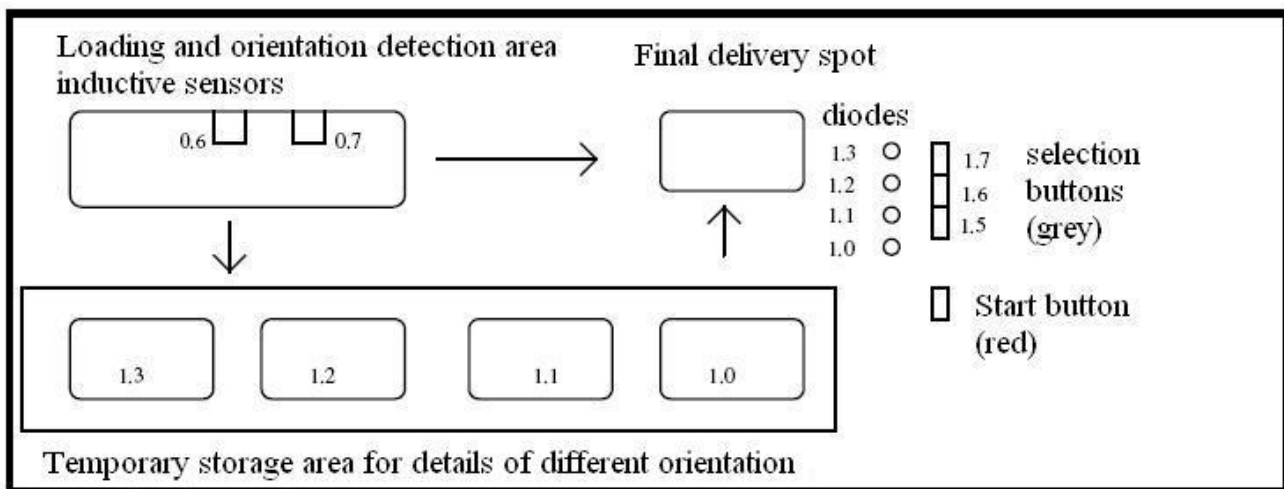 Loading and orientation detection area
inductive sensors
0.6
0.7
Final delivery spot
diodes
1.3
1.2
1.1
1.0
1.7
1.6
1.5
selection
buttons
(grey)
Start button
(red)
1.3
1.2
1.1
1.0
Temporary storage area for details of different orientation